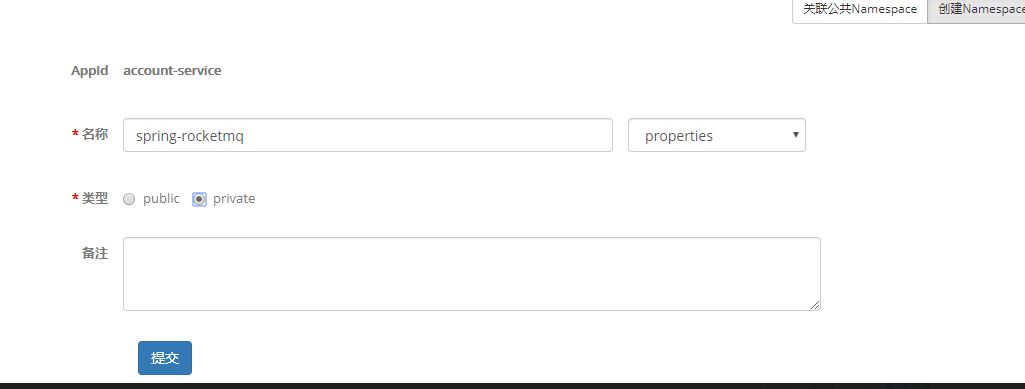 关联公共Namespace 创建Namespace
AppId account-service
* 名称 spring-rocketmq properties
* 类型 public private
备注
提交